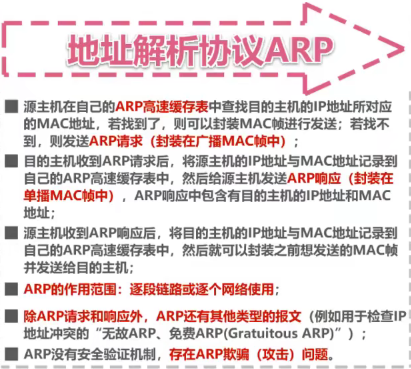 地址解析协议ARP
■ 源主机在自己的ARP高速缓存表中查找目的主机的IP地址所对应
的MAC地址，若找到了，则可以封装MAC帧进行发送；若找不
到，则发送ARP请求（封装在广播MAC帧中）；
■ 目的主机收到ARP请求后，将源主机的IP地址与MAC地址记录到
自己的ARP高速缓存表中，然后给源主机发送ARP响应（封装在
单播MAC帧中），ARP响应中包含有目的主机的IP地址和MAC
地址；
■ 源主机收到ARP响应后，将目的主机的IP地址与MAC地址记录到
自己的ARP高速缓存表中，然后就可以封装之前想发送的MAC帧
并发送给目的主机；
■ ARP的作用范围：逐段链路或逐个网络使用；
■ 除ARP请求和响应外，ARP还有其他类型的报文（例如用于检查IP
地址冲突的“无故ARP、免费ARP(Gratuitous ARP)”）；
■ ARP没有安全验证机制，存在ARP欺骗（攻击）问题。